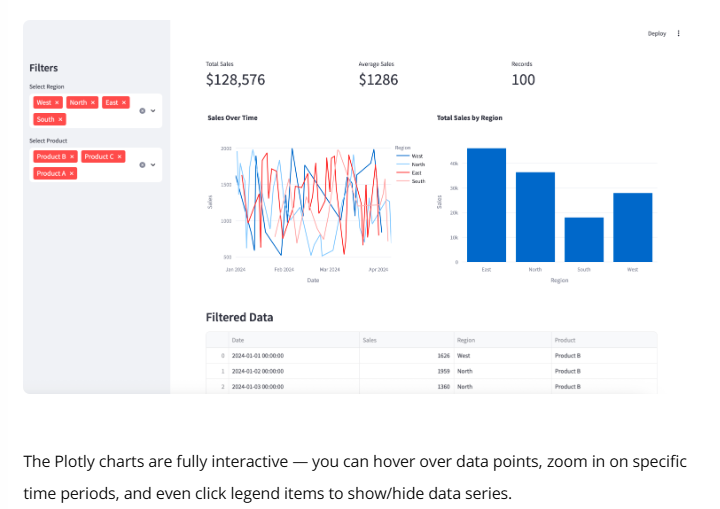 Deploy
Filters
Select Region
West × North × East ×
South ×
Select Product
Product B × Product C ×
Product A ×
Total Sales
$128,576
Average Sales
$1286
Records
100
Sales Over Time
Region
West
North
East
South
2000
1500
1000
500
Sales
Jan 2024 Feb 2024 Mar 2024 Apr 2024
Date
Total Sales by Region
40k
30k
20k
10k
0
Sales
East North South West
Region
Filtered Data
Date Sales Region Product
0 2024-01-01 00:00:00 1626 West Product B
1 2024-01-02 00:00:00 1959 North Product B
2 2024-01-03 00:00:00 1360 North Product B
The Plotly charts are fully interactive — you can hover over data points, zoom in on specific
time periods, and even click legend items to show/hide data series.